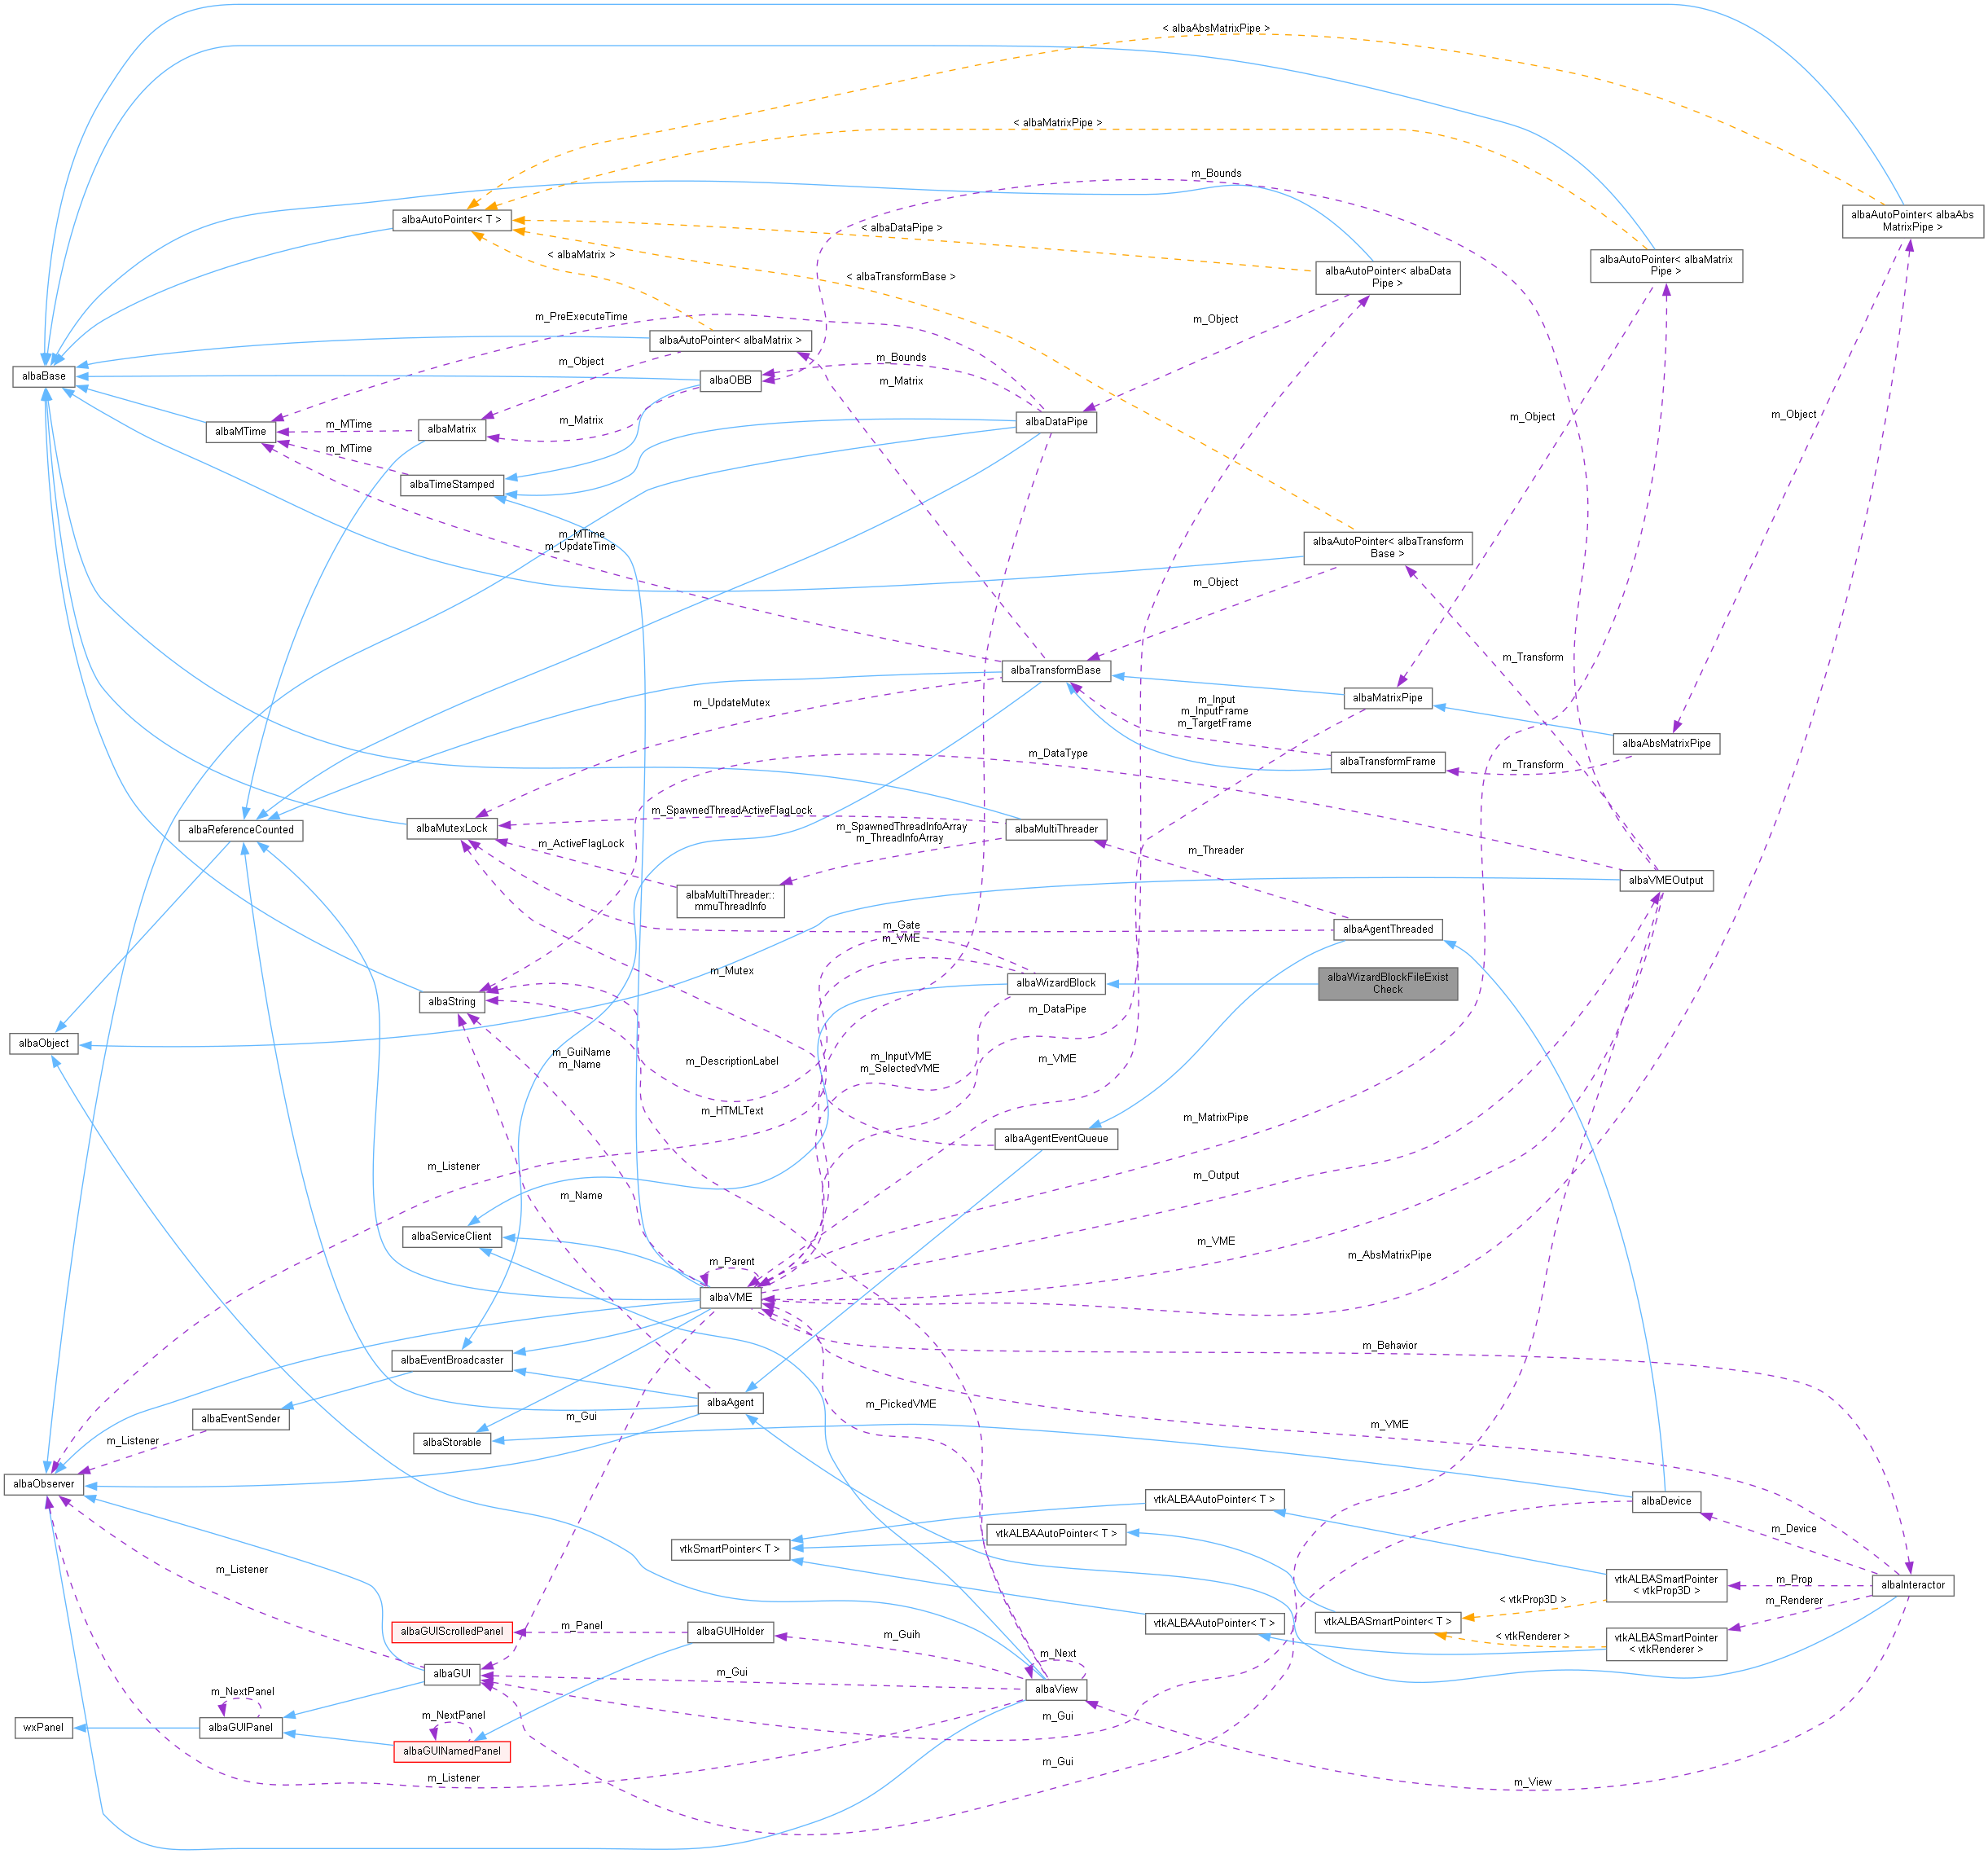 < albaAbsMatrixPipe >
< albaMatrixPipe >
m_Bounds
albaAutoPointer< albaAbs
MatrixPipe >
albaAutoPointer< T >
< albaDataPipe >
albaAutoPointer< albaMatrix
Pipe >
< albaMatrix >
albaAutoPointer< albaData
Pipe >
< albaTransformBase >
m_PreExecuteTime
m_Object
albaAutoPointer< albaMatrix >
m_Object
m_Bounds
albaBase
albaOBB
m_Matrix
m_Object
m_Object
m_MTime
albaMTime
albaMatrix
m_Matrix
albaDataPipe
m_MTime
albaTimeStamped
m_MTime
m_UpdateTime
albaAutoPointer< albaTransform
Base >
m_Object
m_Transform
albaTransformBase
albaMatrixPipe
m_UpdateMutex
m_Input
m_InputFrame
m_TargetFrame
albaAbsMatrixPipe
m_DataType
albaTransformFrame
m_Transform
m_SpawnedThreadActiveFlagLock
albaReferenceCounted
albaMutexLock
m_SpawnedThreadInfoArray
m_ThreadInfoArray
albaMultiThreader
m_ActiveFlagLock
m_Threader
albaMultiThreader::
mmuThreadInfo
albaVMEOutput
m_Gate
m_VME
albaAgentThreaded
m_Mutex
albaWizardBlock
albaWizardBlockFileExist
Check
albaString
m_DataPipe
albaObject
m_GuiName
m_Name
m_DescriptionLabel
m_InputVME
m_SelectedVME
m_VME
m_HTMLText
m_MatrixPipe
albaAgentEventQueue
m_Listener
m_Output
m_Name
albaServiceClient
m_VME
m_Parent
m_AbsMatrixPipe
albaVME
m_Behavior
albaEventBroadcaster
albaAgent
m_PickedVME
albaEventSender
m_Gui
m_VME
m_Listener
albaStorable
albaObserver
vtkALBAAutoPointer< T >
albaDevice
m_Device
vtkALBAAutoPointer< T >
vtkSmartPointer< T >
m_Listener
vtkALBASmartPointer
< vtkProp3D >
m_Prop
albaInteractor
< vtkProp3D >
m_Renderer
albaGUIScrolledPanel
m_Panel
albaGUIHolder
vtkALBAAutoPointer< T >
vtkALBASmartPointer< T >
< vtkRenderer >
vtkALBASmartPointer
< vtkRenderer >
m_Guih
m_Next
albaGUI
m_Gui
albaView
m_NextPanel
m_NextPanel
m_Gui
wxPanel
albaGUIPanel
albaGUINamedPanel
m_Gui
m_Listener
m_View